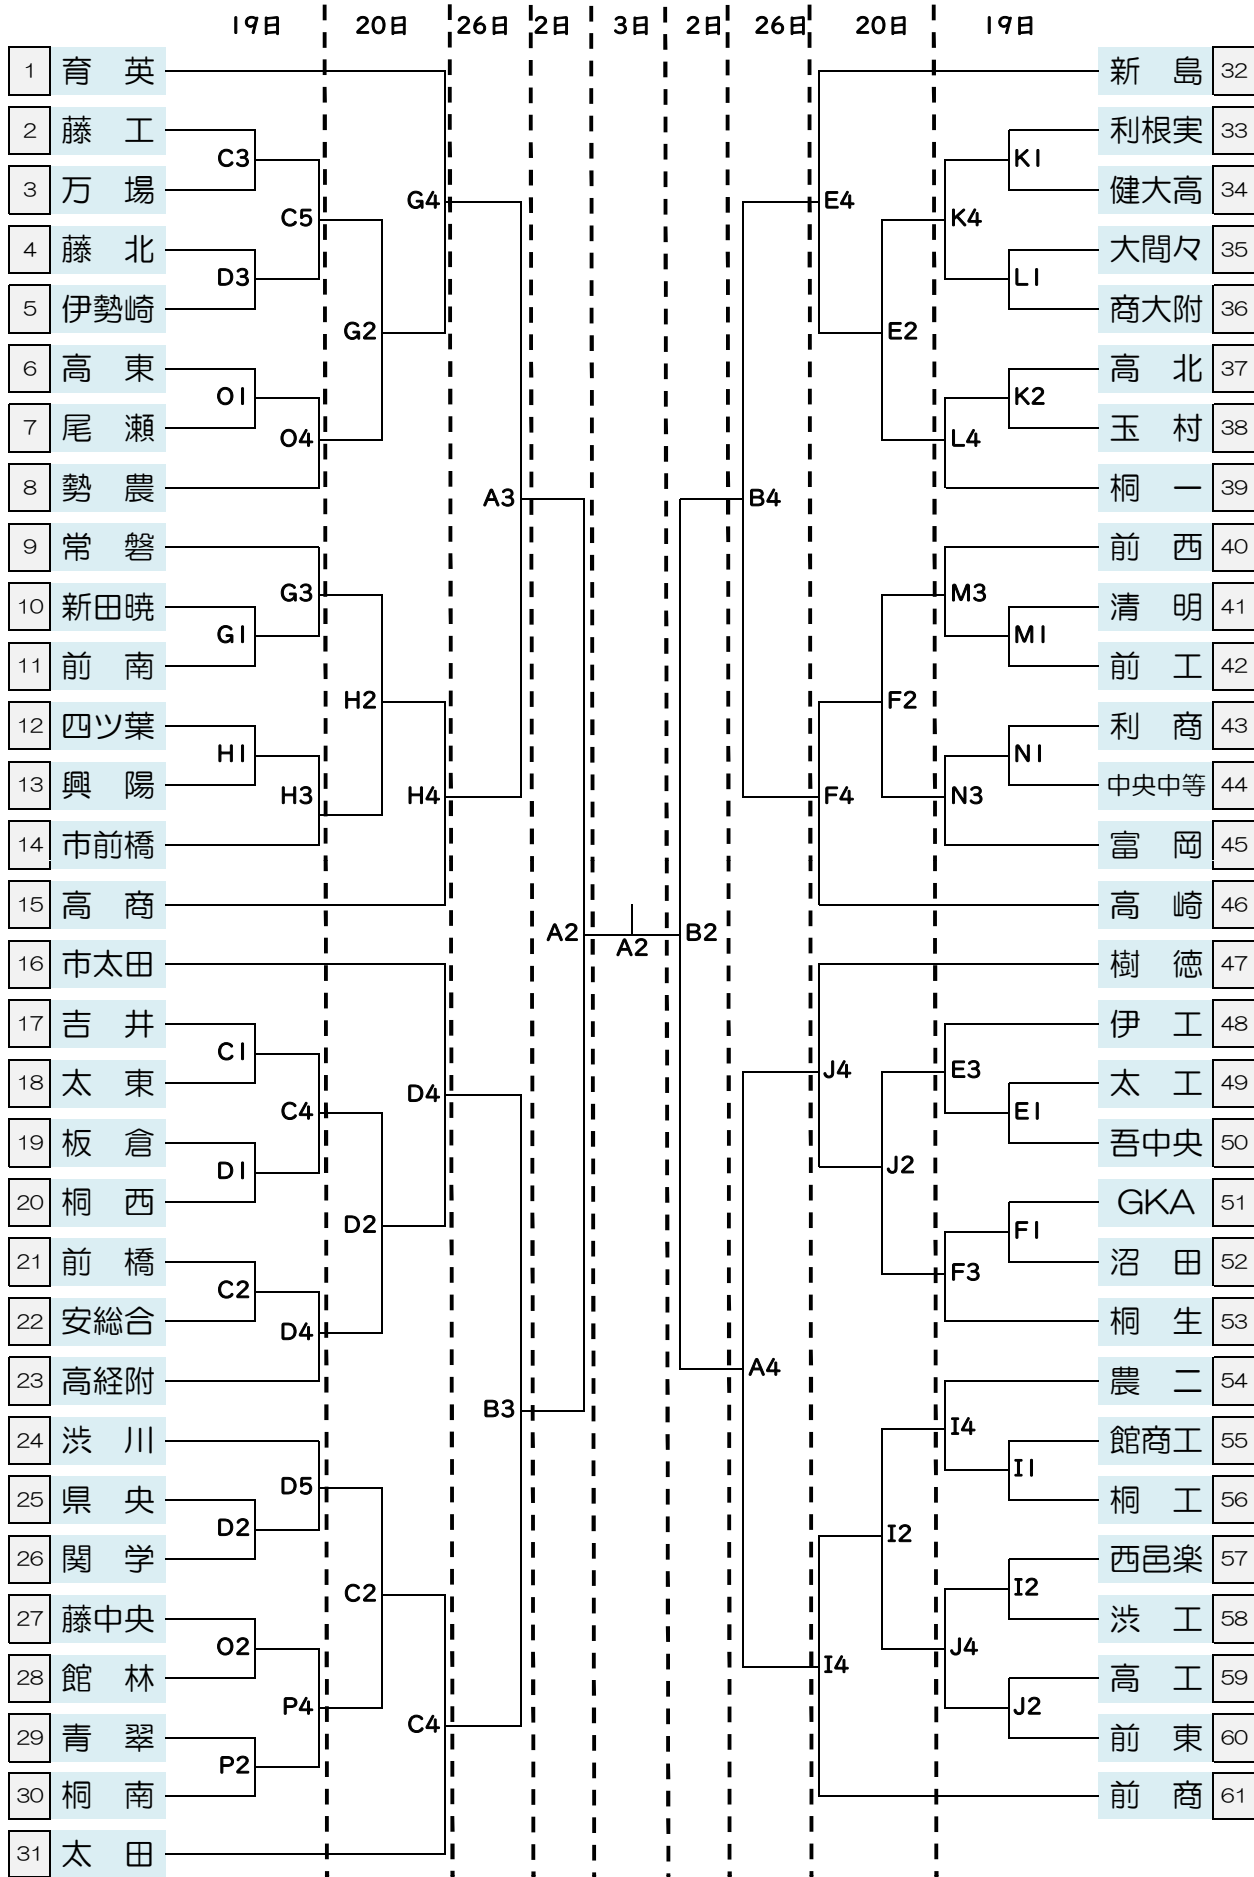 19日 20日 26日 2日 3日 2日 26日 20日 19日
1 育 英
2 藤 工
3 万 場
4 藤 北
5 伊勢崎
6 高 東
7 尾 瀬
8 勢 農
9 常 磐
10 新田暁
11 前 南
12 四ツ葉
13 興 陽
14 市前橋
15 高 商
16 市太田
17 吉 井
18 太 東
19 板 倉
20 桐 西
21 前 橋
22 安総合
23 高経附
24 渋 川
25 県 央
26 関 学
27 藤中央
28 館 林
29 青 翠
30 桐 南
31 太 田
C3
D3
O1
G1
H1
C1
D1
C2
D2
O2
P2
C5
O4
G3
H3
C4
D4
D5
P4
G2
H2
D2
C2
G4
H4
D4
C4
A3
B3
A2
A2
B2
B4
A4
E4
F4
J4
I4
E2
F2
J2
I2
K4
L4
M3
N3
E3
F3
I4
J4
K1
L1
K2
M1
N1
E1
F1
I1
I2
J2
新 島 32
利根実 33
健大高 34
大間々 35
商大附 36
高 北 37
玉 村 38
桐 一 39
前 西 40
清 明 41
前 工 42
利 商 43
中央中等 44
富 岡 45
高 崎 46
樹 徳 47
伊 工 48
太 工 49
吾中央 50
GKA 51
沼 田 52
桐 生 53
農 二 54
館商工 55
桐 工 56
西邑楽 57
渋 工 58
高 工 59
前 東 60
前 商 61